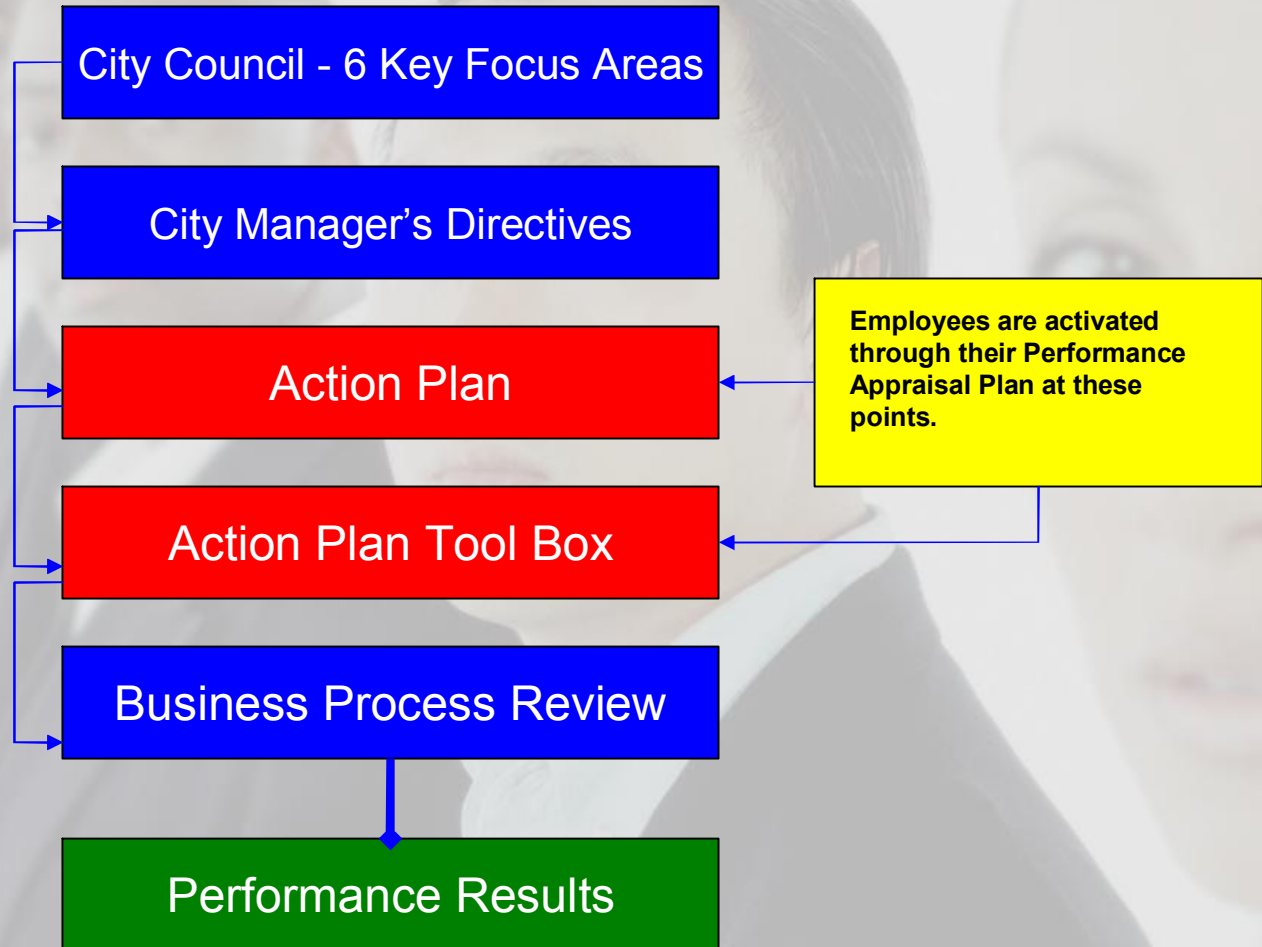 City Council - 6 Key Focus Areas
City Manager’s Directives
Action Plan
Employees are activated
through their Performance
Appraisal Plan at these
points.
Action Plan Tool Box
Business Process Review
Performance Results